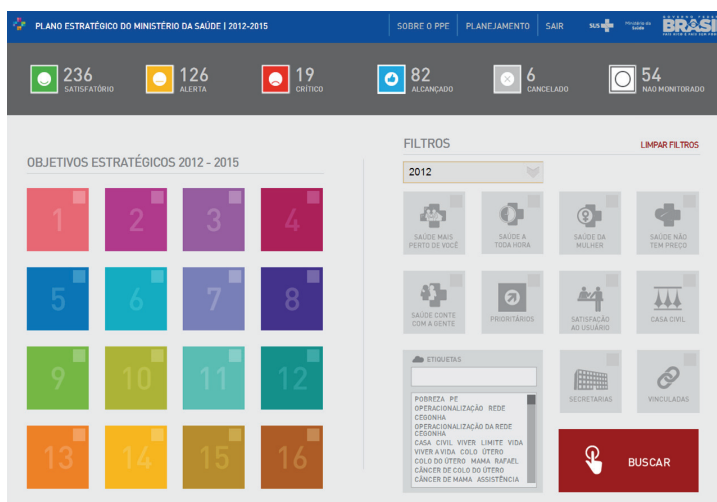 PLANO ESTRATÉGICO DO MINISTÉRIO DA SAÚDE | 2012-2015
SOBRE O PPE
PLANEJAMENTO
SAIR
SUS
Ministério da
Saúde
BRASIL
236
SATISFATÓRIO
126
ALERTA
19
CRÍTICO
82
ALCANÇADO
6
CANCELADO
54
NAO MONITORADO
OBJETIVOS ESTRATÉGICOS 2012 - 2015
1
2
3
4
5
6
7
8
9
10
11
12
13
14
15
16
FILTROS
LIMPAR FILTROS
2012
SAÚDE MAIS
PERTO DE VOCÊ
SAÚDE A
TODA HORA
SAÚDE DA
MULHER
SAÚDE NÃO
TEM PREÇO
SAÚDE CONTE
COM A GENTE
PRIORITÁRIOS
SATISFAÇÃO
AO USUÁRIO
CASA CIVIL
ETIQUETAS
POBREZA PE
OPERACIONALIZAÇÃO REDE
CEGONHA
OPERACIONALIZAÇÃO DA REDE
CEGONHA
CASA CIVIL VIVER LIMITE VIDA
VIVER A VIDA COLO ÚTERO
COLO DO ÚTERO MAMA RAFAEL
CÂNCER DE COLO DO ÚTERO
CÂNCER DE MAMA ASSISTÊNCIA
SECRETARIAS
VINCULADAS
BUSCAR